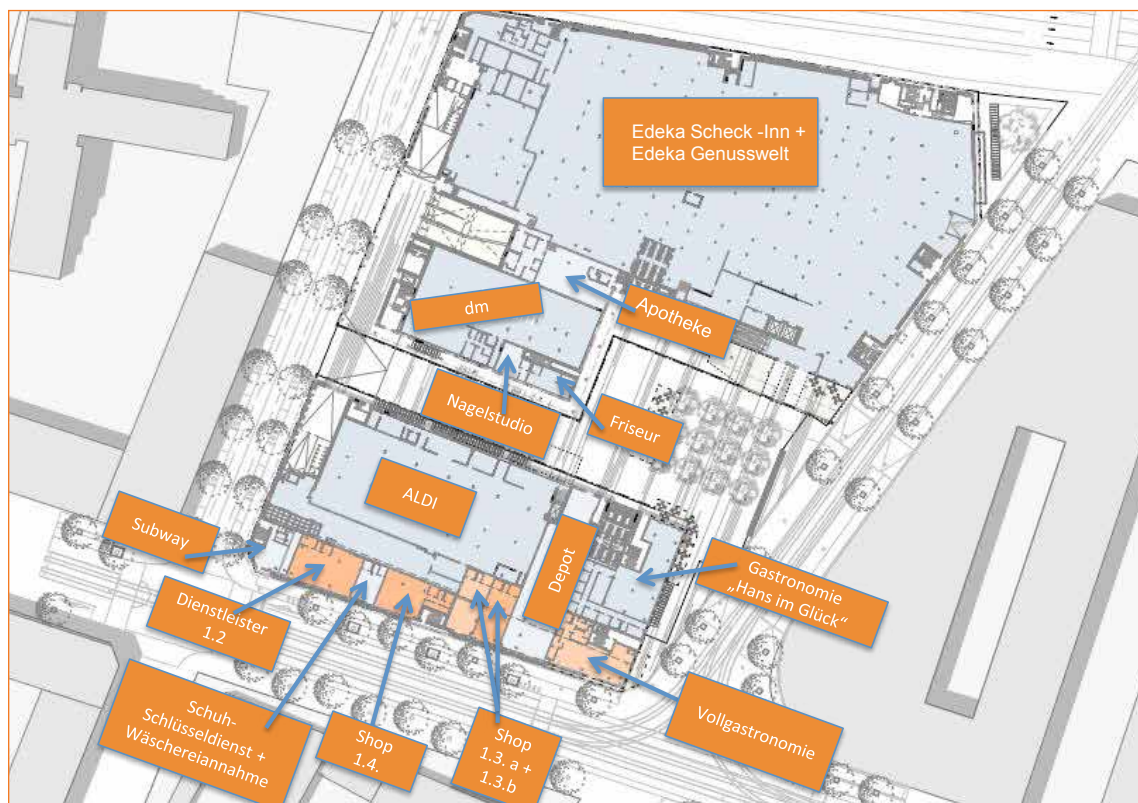 Edeka Scheck -Inn +
Edeka Genusswelt
dm
Apotheke
Nagelstudio
Friseur
ALDI
Subway
Depot
Gastronomie
„Hans im Glück“
Dienstleister
1.2
Schuh-
Schlüsseldienst +
Wäschereiannahme
Shop
1.4.
Shop
1.3. a +
1.3.b
Vollgastronomie